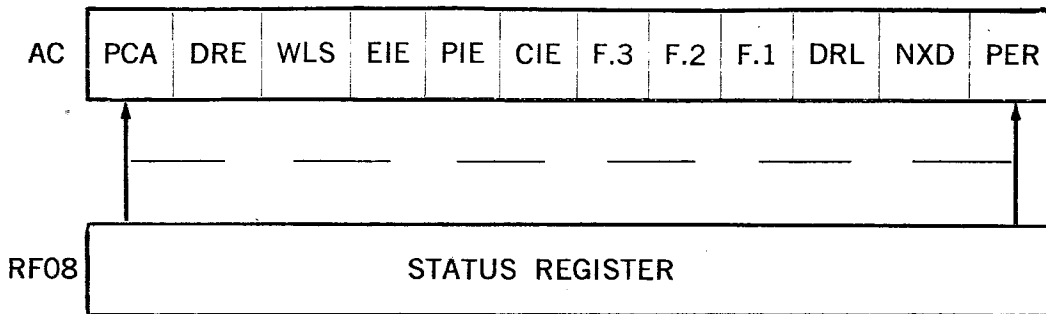 AC PCA DRE WLS EIE PIE CIE F.3 F.2 F.1 DRL NXD PER
RF08 STATUS REGISTER